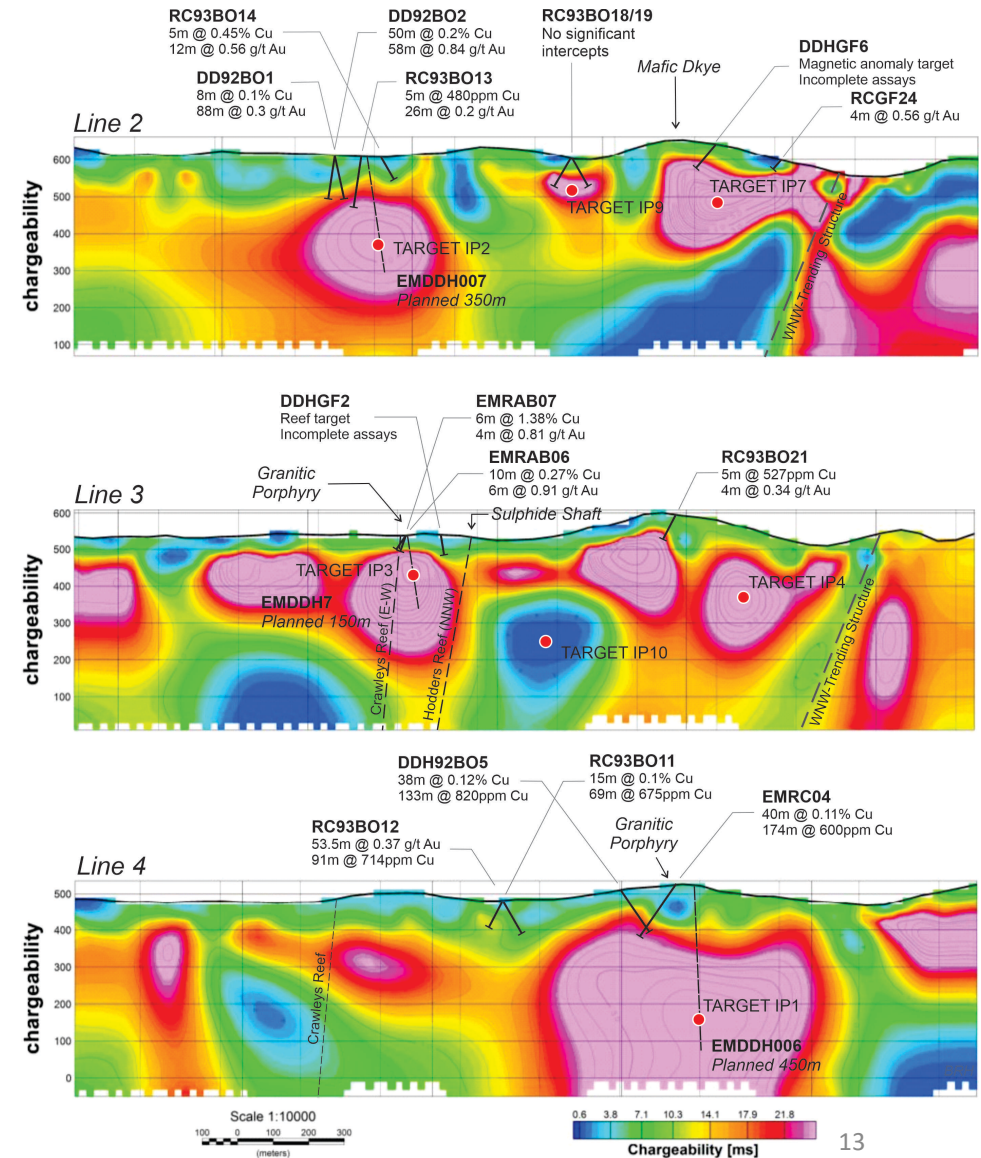 RC93BO14
5m @ 0.45% Cu
12m @ 0.56 g/t Au
DD92BO2
50m @ 0.2% Cu
58m @ 0.84 g/t Au
RC93BO18/19
No significant
intercepts
DDHGF6
Magnetic anomaly target
Incomplete assays
Mafic Dkye
DD92BO1
8m @ 0.1% Cu
88m @ 0.3 g/t Au
RC93BO13
5m @ 480ppm Cu
26m @ 0.2 g/t Au
RCGF24
4m @ 0.56 g/t Au
Line 2
chargeability
600
500
400
300
200
100
TARGET IP2
EMDDH007
Planned 350m
TARGET IP9
TARGET IP7
WNW-Trending Structure
DDHGF2
Reef target
Incomplete assays
EMRAB07
6m @ 1.38% Cu
4m @ 0.81 g/t Au
EMRAB06
10m @ 0.27% Cu
6m @ 0.91 g/t Au
RC93BO21
5m @ 527ppm Cu
4m @ 0.34 g/t Au
Granitic
Porphyry
Sulphide Shaft
Line 3
chargeability
600
500
400
300
200
100
TARGET IP3
EMDDH7
Planned 150m
Crawleys Reef (E-W)
Hodders Reef (NNW)
TARGET IP10
TARGET IP4
WNW-Trending Structure
DDH92BO5
38m @ 0.12% Cu
133m @ 820ppm Cu
RC93BO11
15m @ 0.1% Cu
69m @ 675ppm Cu
EMRC04
40m @ 0.11% Cu
174m @ 600ppm Cu
RC93BO12
53.5m @ 0.37 g/t Au
91m @ 714ppm Cu
Granitic
Porphyry
Line 4
chargeability
500
400
300
200
100
0
Crawleys Reef
TARGET IP1
EMDDH006
Planned 450m
Scale 1:10000
100 0 100 200 300
(meters)
0.6 3.8 7.1 10.3 14.1 17.9 21.8
Chargeability [ms]
13